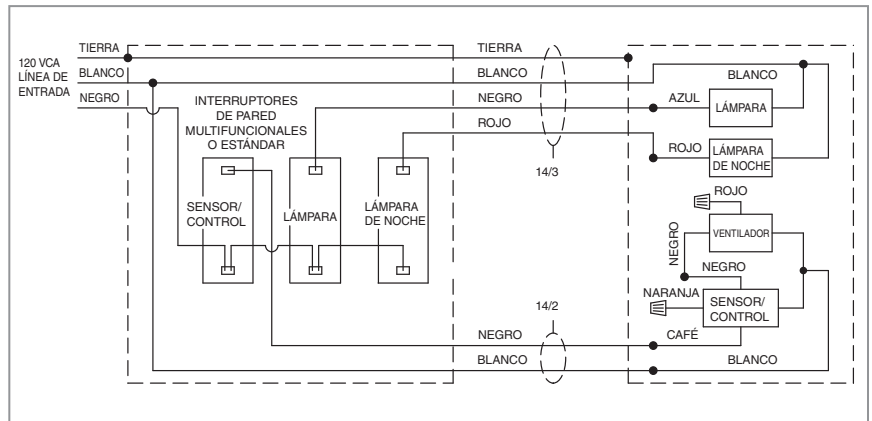 120 VCA
LÍNEA DE
ENTRADA
TIERRA
BLANCO
NEGRO
INTERRUPTORES
DE PARED
MULTIFUNCIONALES
O ESTÁNDAR
SENSOR/
CONTROL
LÁMPARA
LÁMPARA
DE NOCHE
TIERRA
BLANCO
NEGRO
ROJO
14/3
14/2
NEGRO
BLANCO
BLANCO
AZUL
LÁMPARA
ROJO
LÁMPARA
DE NOCHE
ROJO
VENTILADOR
NEGRO
NEGRO
NARANJA
SENSOR/
CONTROL
CAFÉ
BLANCO